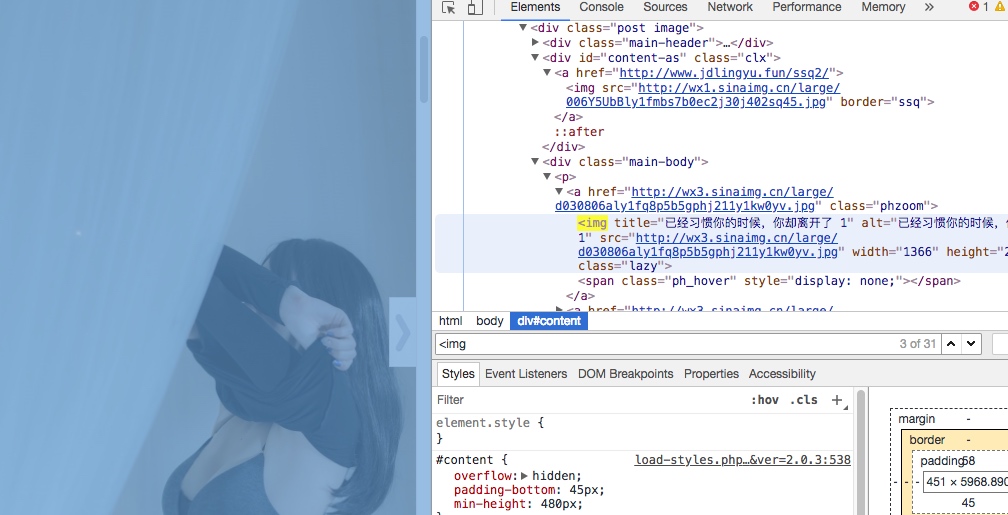 Elements Console Sources Network Performance Memory » 1
<div class="post image">
<div class="main-header">…</div>
<div id="content-as" class="clx">
<a href="http://www.jdlingyu.fun/ssq2/">
<img src="http://wx1.sinaimg.cn/large/
006Y5UbBly1fmbs7b0ec2j30j402sq45.jpg" border="ssq">
</a>
::after
</div>
<div class="main-body">
<p>
<a href="http://wx3.sinaimg.cn/large/
d030806aly1fq8p5b5gphj211y1kw0yv.jpg" class="phzoom">
<img title="已经习惯你的时候，你却离开了 1" alt="已经习惯你的时候，
1" src="http://wx3.sinaimg.cn/large/
d030806aly1fq8p5b5gphj211y1kw0yv.jpg" width="1366" height="2
class="lazy">
<span class="ph_hover" style="display: none;"></span>
</a>
<a href="http://wx3.sinaimg.cn/large/
html body div#content
<img 3 of 31
Styles Event Listeners DOM Breakpoints Properties Accessibility
Filter :hov .cls +
element.style {
}
#content { load-styles.php…&ver=2.0.3:538
overflow: hidden;
padding-bottom: 45px;
min-height: 480px;
margin -
border -
padding58
- - 451 × 5968.890
45